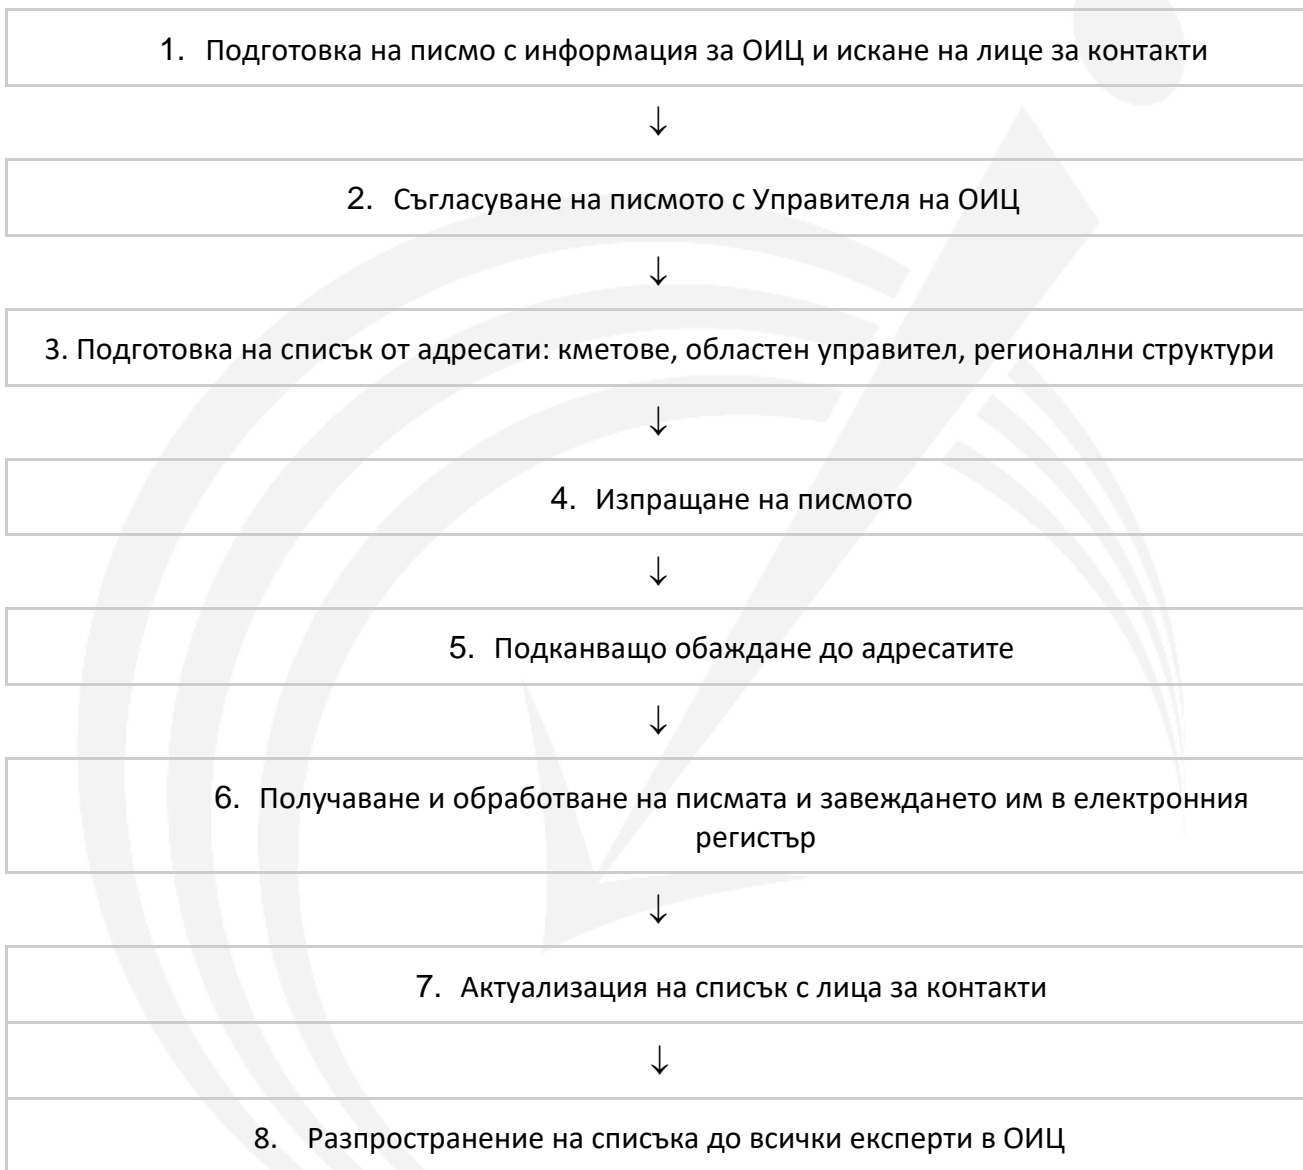 1. Подготовка на писмо с информация за ОИЦ и искане на лице за контакти
↓
2. Съгласуване на писмото с Управителя на ОИЦ
↓
3. Подготовка на списък от адресати: кметове, областен управител, регионални структури
↓
4. Изпращане на писмото
↓
5. Подканващо обаждане до адресатите
↓
6. Получаване и обработване на писмата и завеждането им в електронния
регистър
↓
7. Актуализация на списък с лица за контакти
↓
8. Разпространение на списъка до всички експерти в ОИЦ